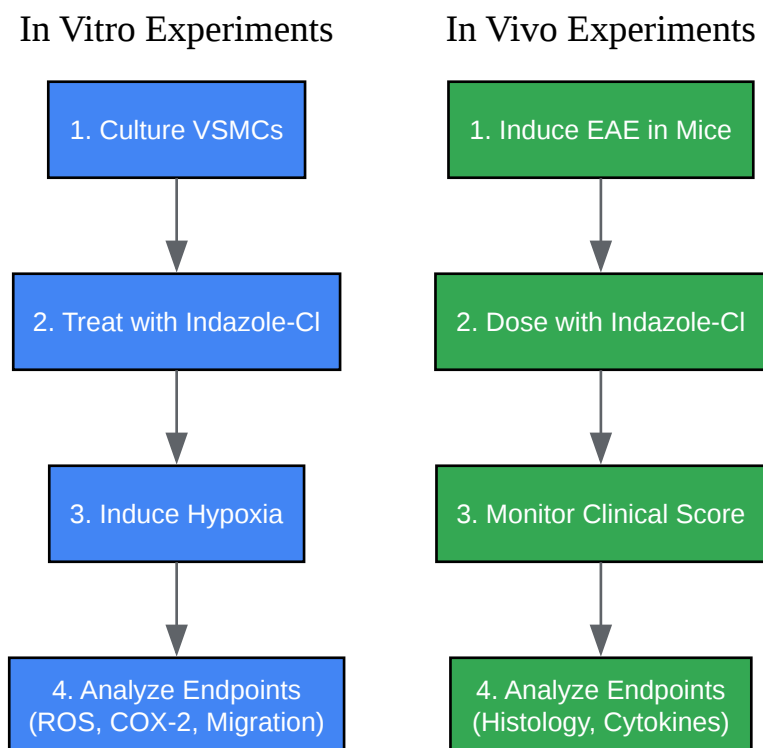 In Vitro Experiments
1. Culture VSMCs
2. Treat with Indazole-Cl
3. Induce Hypoxia
4. Analyze Endpoints
(ROS, COX-2, Migration)
In Vivo Experiments
1. Induce EAE in Mice
2. Dose with Indazole-Cl
3. Monitor Clinical Score
4. Analyze Endpoints
(Histology, Cytokines)